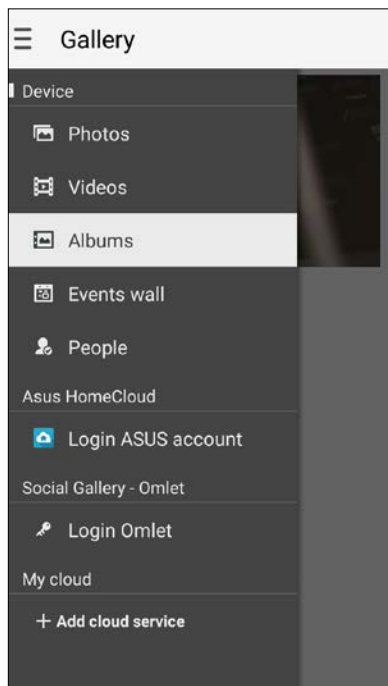 Gallery
Device
Photos
Videos
Albums
Events wall
People
Asus HomeCloud
Login ASUS account
Social Gallery - Omlet
Login Omlet
My cloud
+ Add cloud service